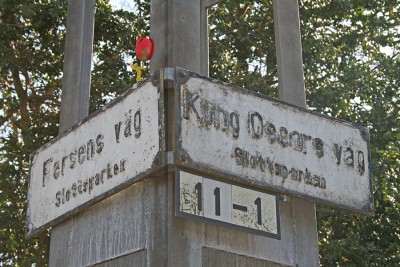 Fersens väg
Slottsparken
Kung Oscars väg
Slottsparken
11-1